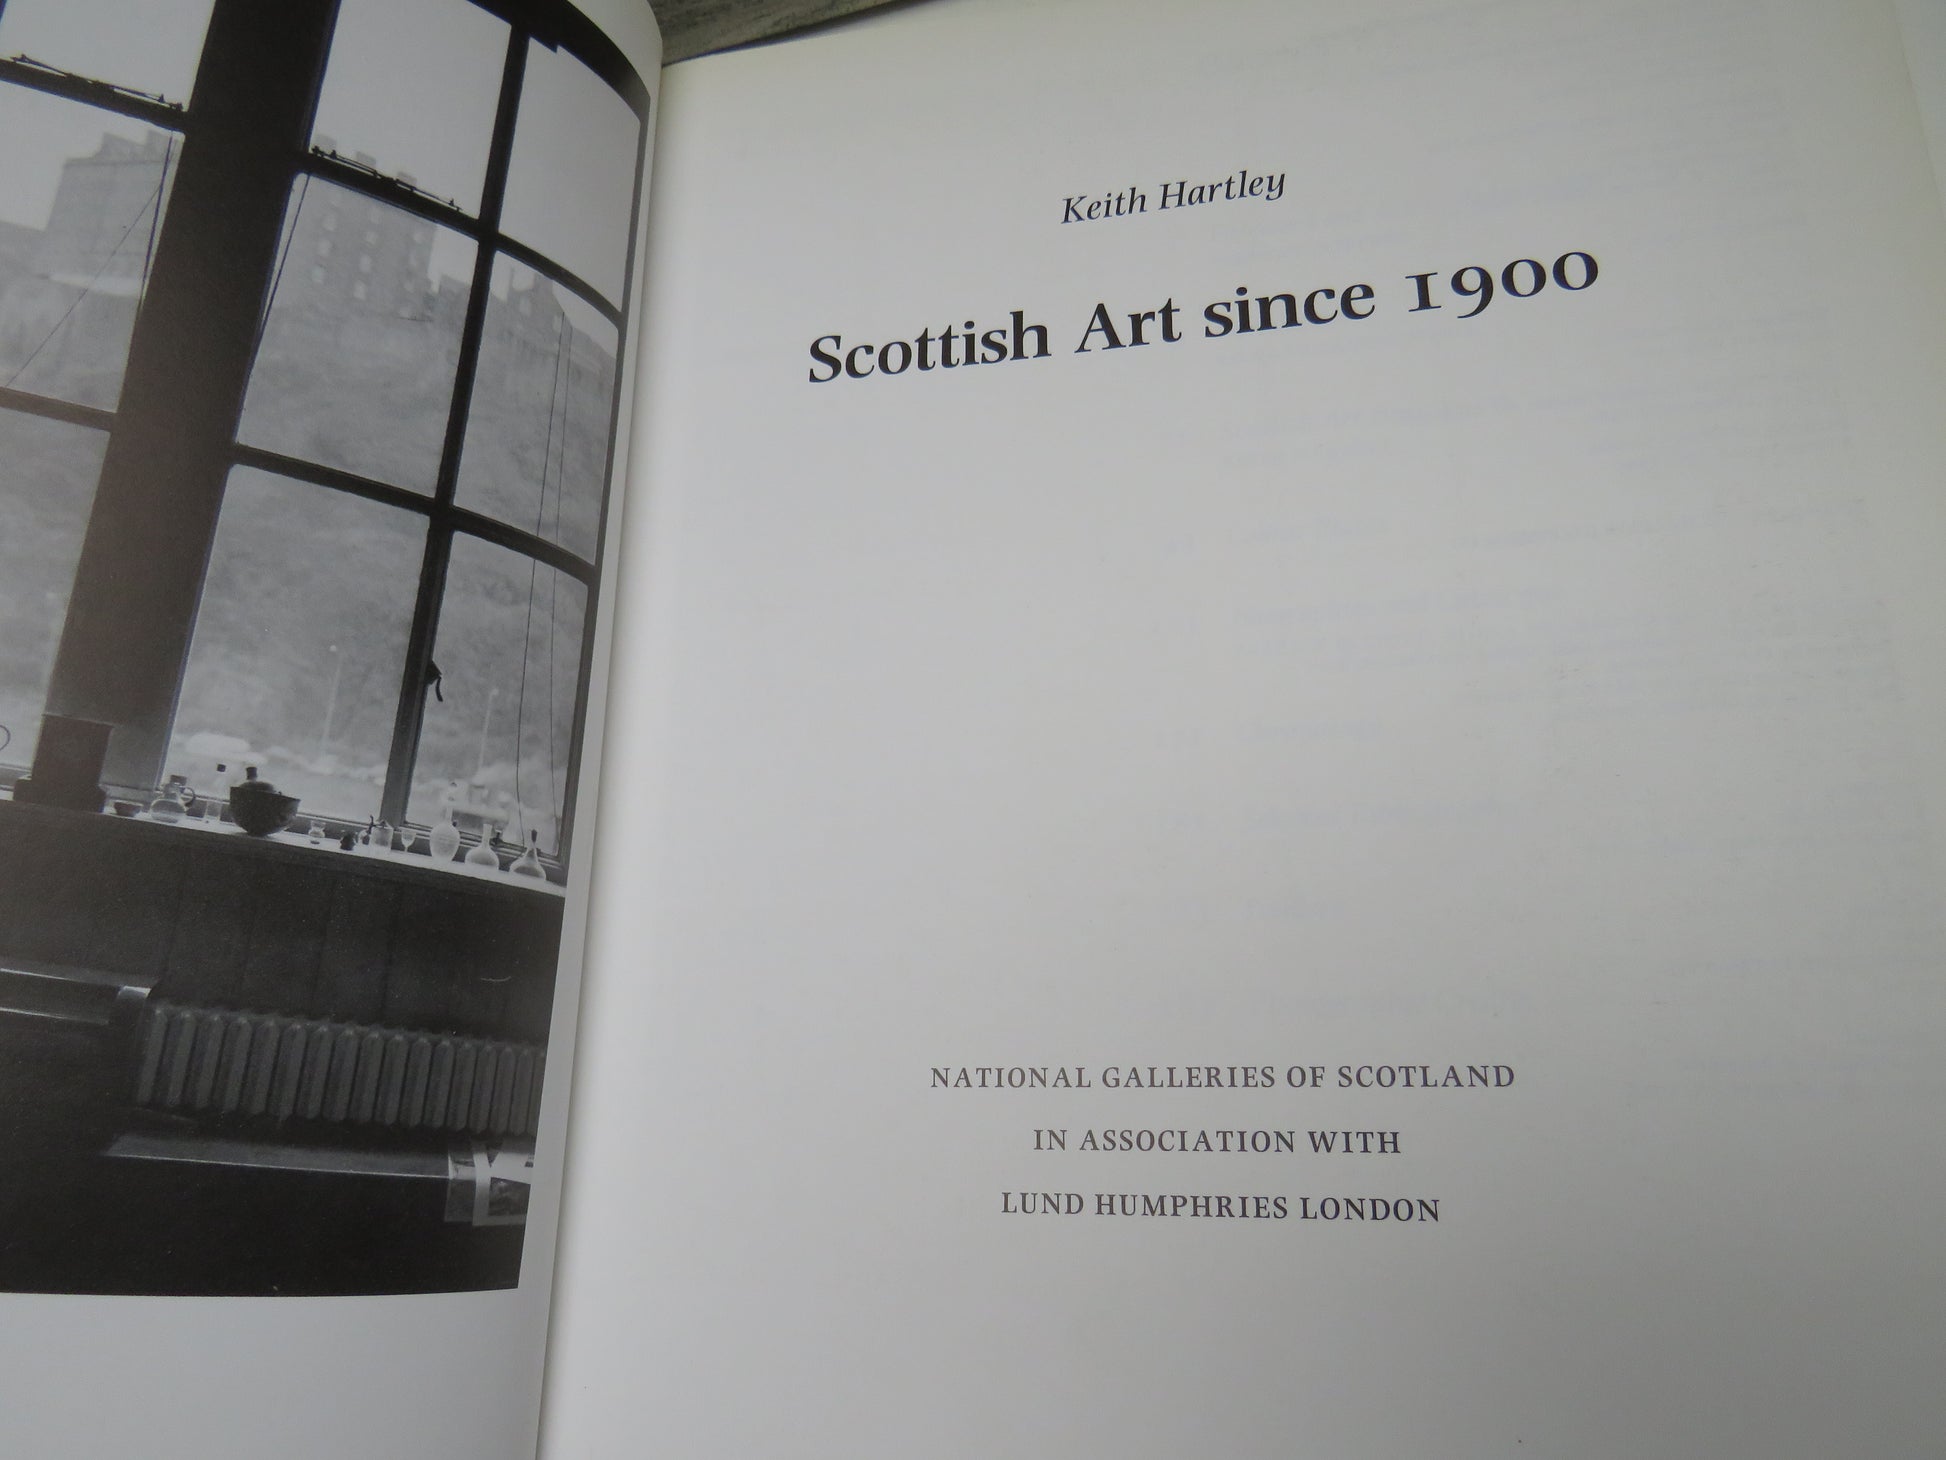 Keith Hartley
Scottish Art since 1900
NATIONAL GALLERIES OF SCOTLAND
IN ASSOCIATION WITH
LUND HUMPHRIES LONDON